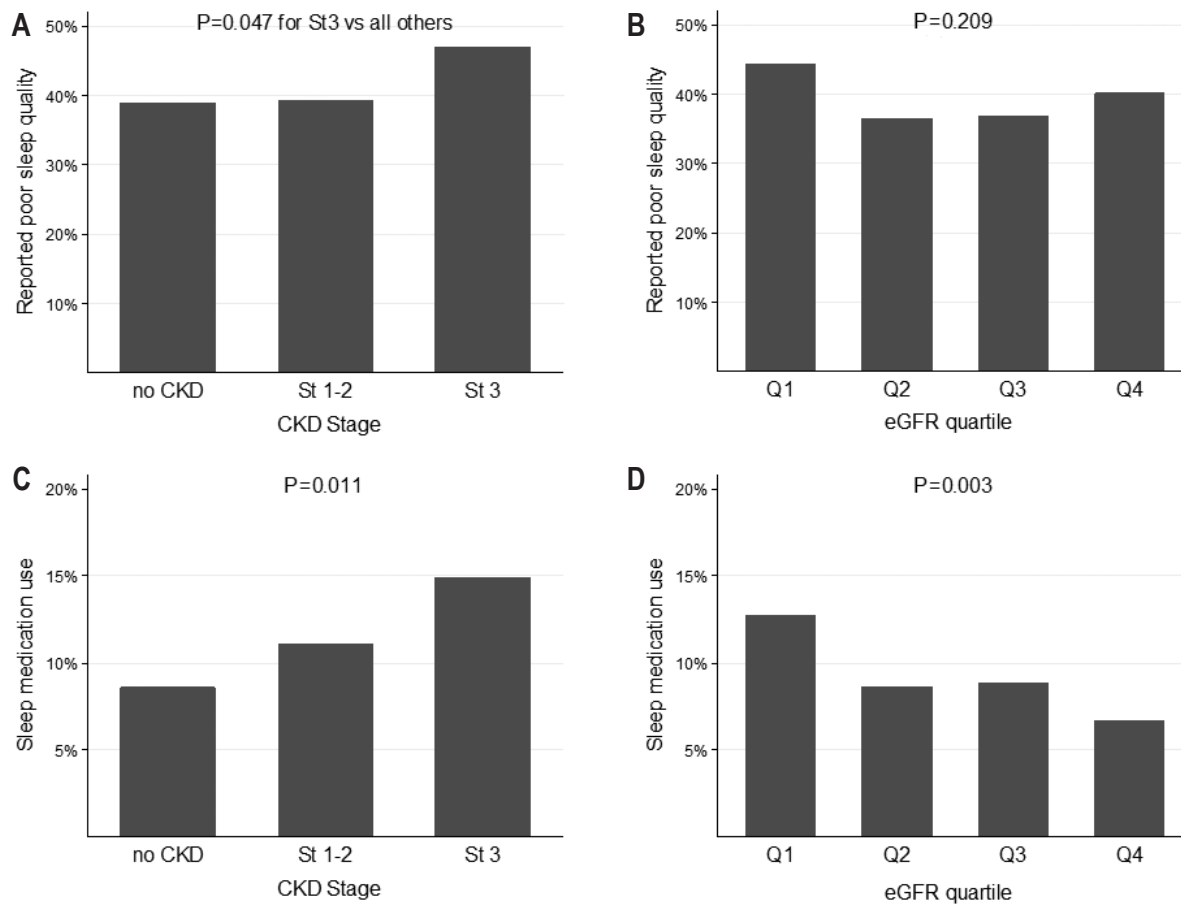 A
P=0.047 for St3 vs all others
Reported poor sleep quality
50%
40%
30%
20%
10%
no CKD
St 1-2
St 3
CKD Stage
B
P=0.209
Reported poor sleep quality
50%
40%
30%
20%
10%
Q1
Q2
Q3
Q4
eGFR quartile
C
P=0.011
Sleep medication use
20%
15%
10%
5%
no CKD
St 1-2
St 3
CKD Stage
D
P=0.003
Sleep medication use
20%
15%
10%
5%
Q1
Q2
Q3
Q4
eGFR quartile